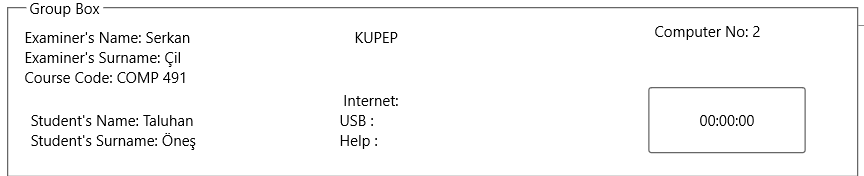 Group Box
Examiner's Name: Serkan
Examiner's Surname: Çil
Course Code: COMP 491
KUPEP
Computer No: 2
Internet:
USB :
Help :
Student's Name: Taluhan
Student's Surname: Öneş
00:00:00